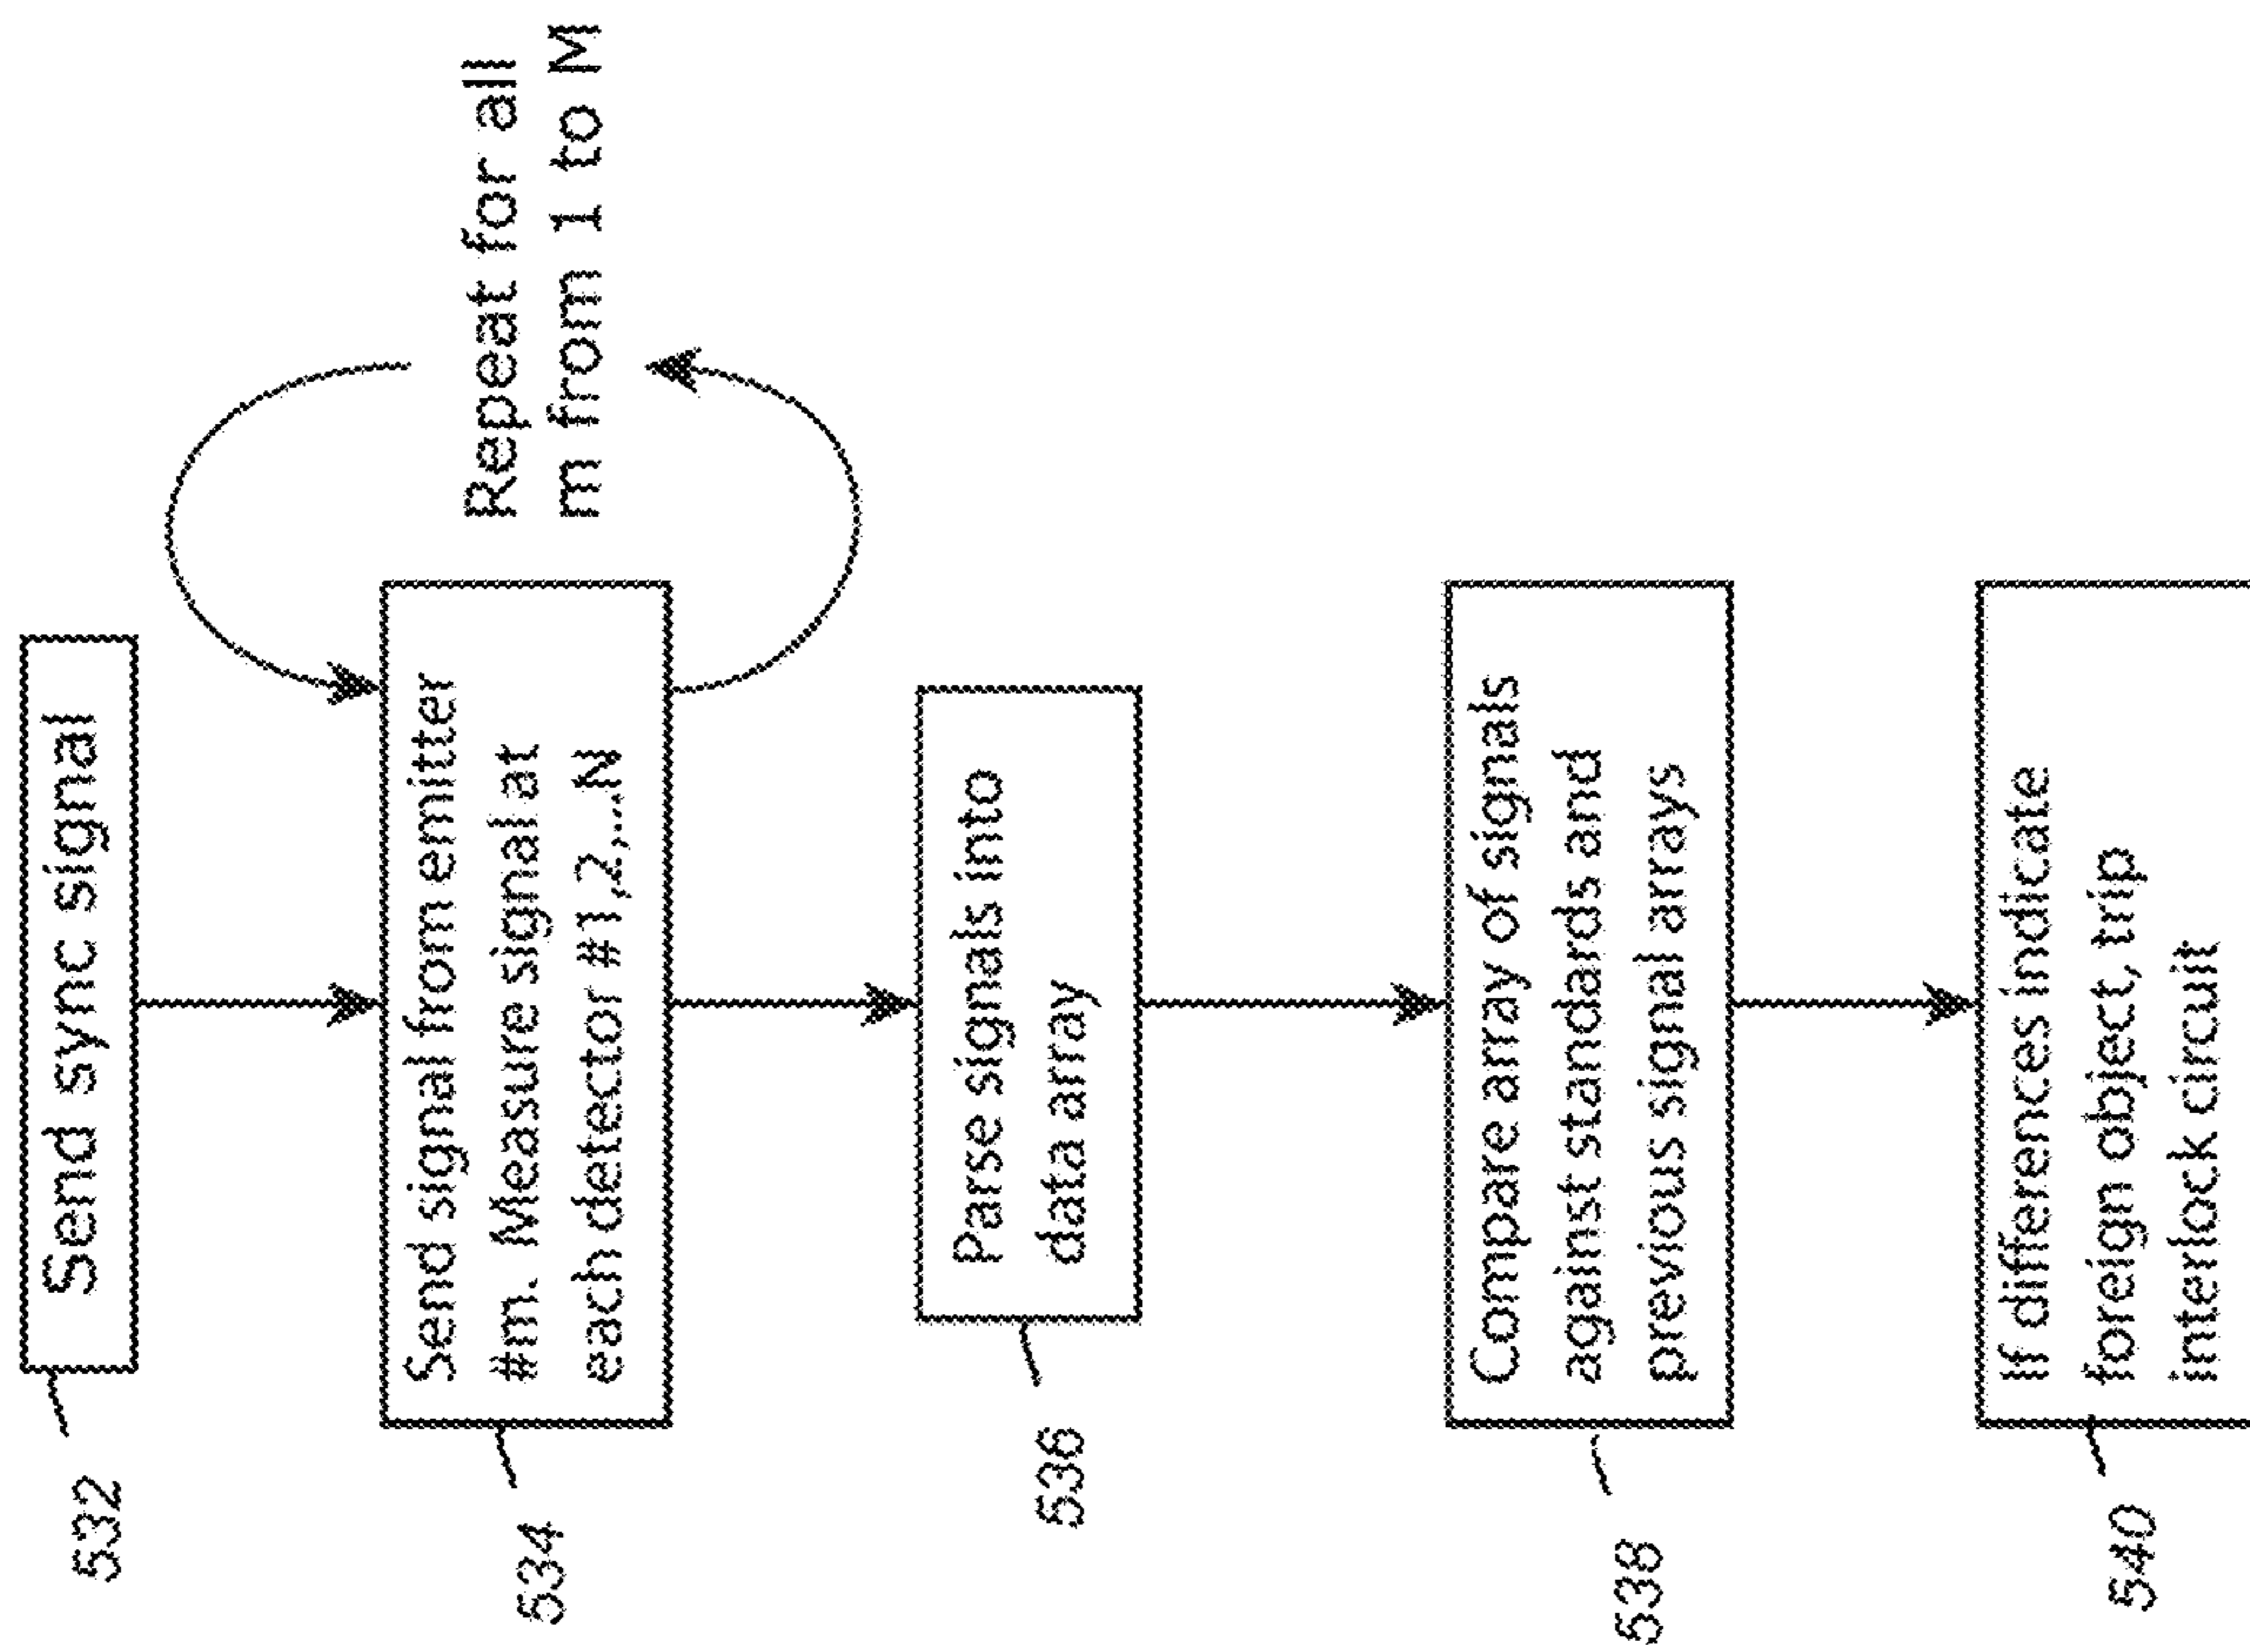 532
Send sync signal
534
Send signal from emitter
#m. Measure signal at
each detector #1,2,...N
Repeat for all
m from 1 to M
536
Parse signals into
data array
538
Compare array of signals
against standards and
previous signal arrays
540
If differences indicate
foreign object, trip
interlock circuit